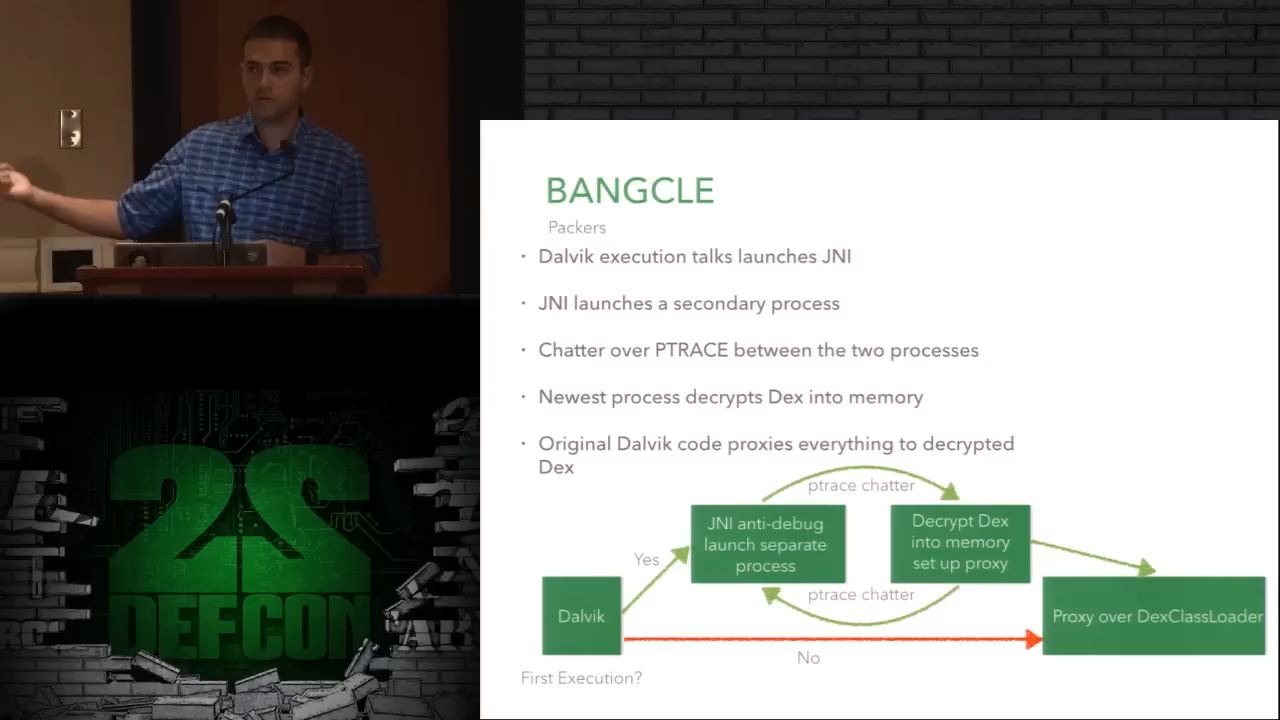 BANGCLE
Packers
· Dalvik execution talks launches JNI
· JNI launches a secondary process
· Chatter over PTRACE between the two processes
· Newest process decrypts Dex into memory
· Original Dalvik code proxies everything to decrypted
Dex
ptrace chatter
JNI anti-debug
launch separate
process
Decrypt Dex
into memory
set up proxy
Yes
ptrace chatter
Dalvik
Proxy over DexClassLoader
No
First Execution?
22
DEFCON